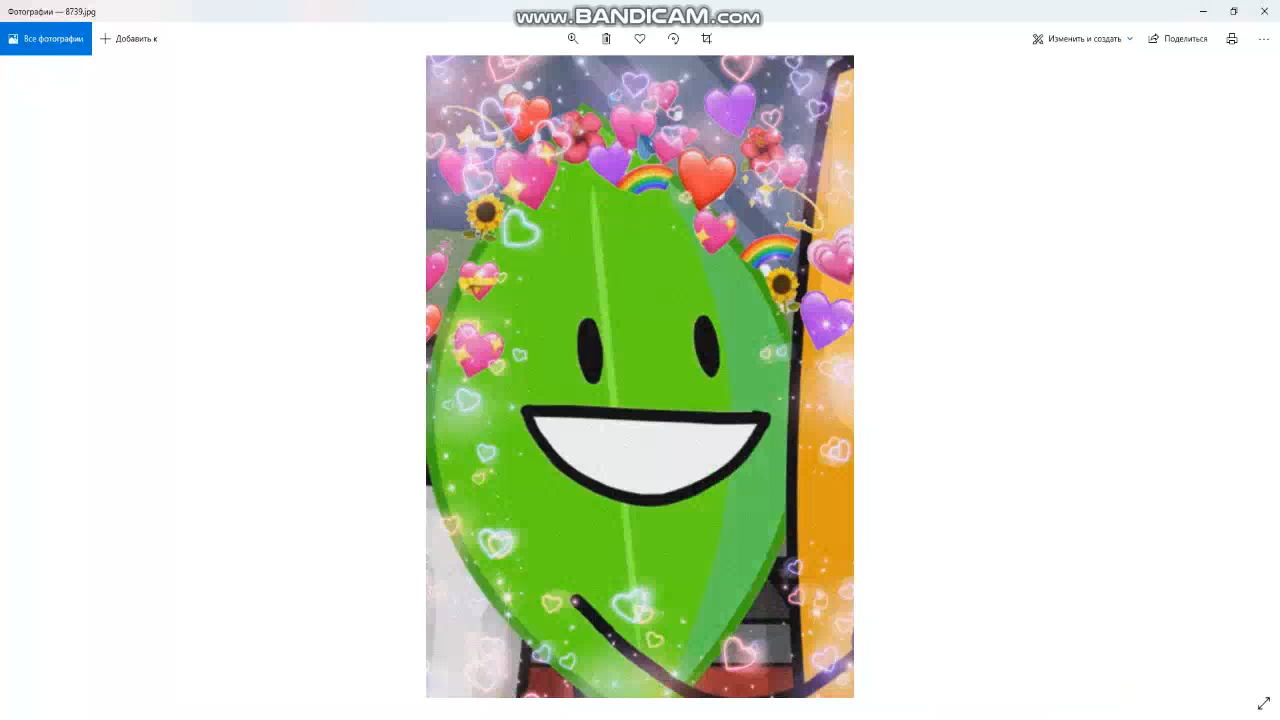 Фотографии — 8739.jpg
www.BANDICAM.com
Все фотографии
Добавить к
Изменить и создать
Поделиться